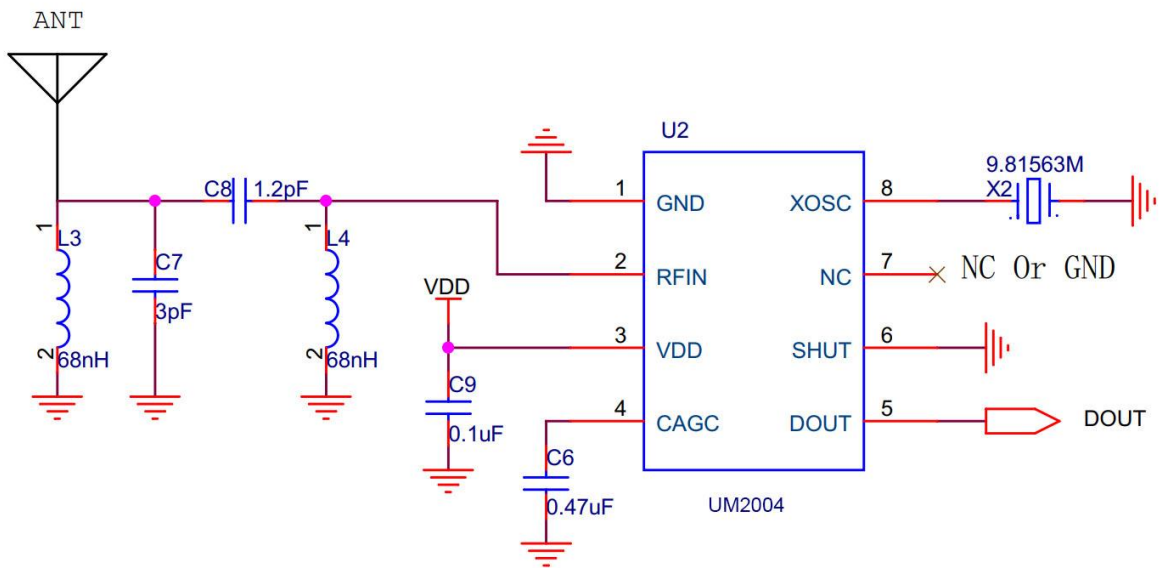 ANT
U2
C8 1.2pF
1 GND
XOSC 8
9.81563M
X2
1 L3
C7
3pF
2 68nH
1 L4
2 68nH
2 RFIN
NC 7
NC Or GND
VDD
3 VDD
SHUT 6
C9
0.1uF
4 CAGC
DOUT 5
DOUT
C6
0.47uF
UM2004